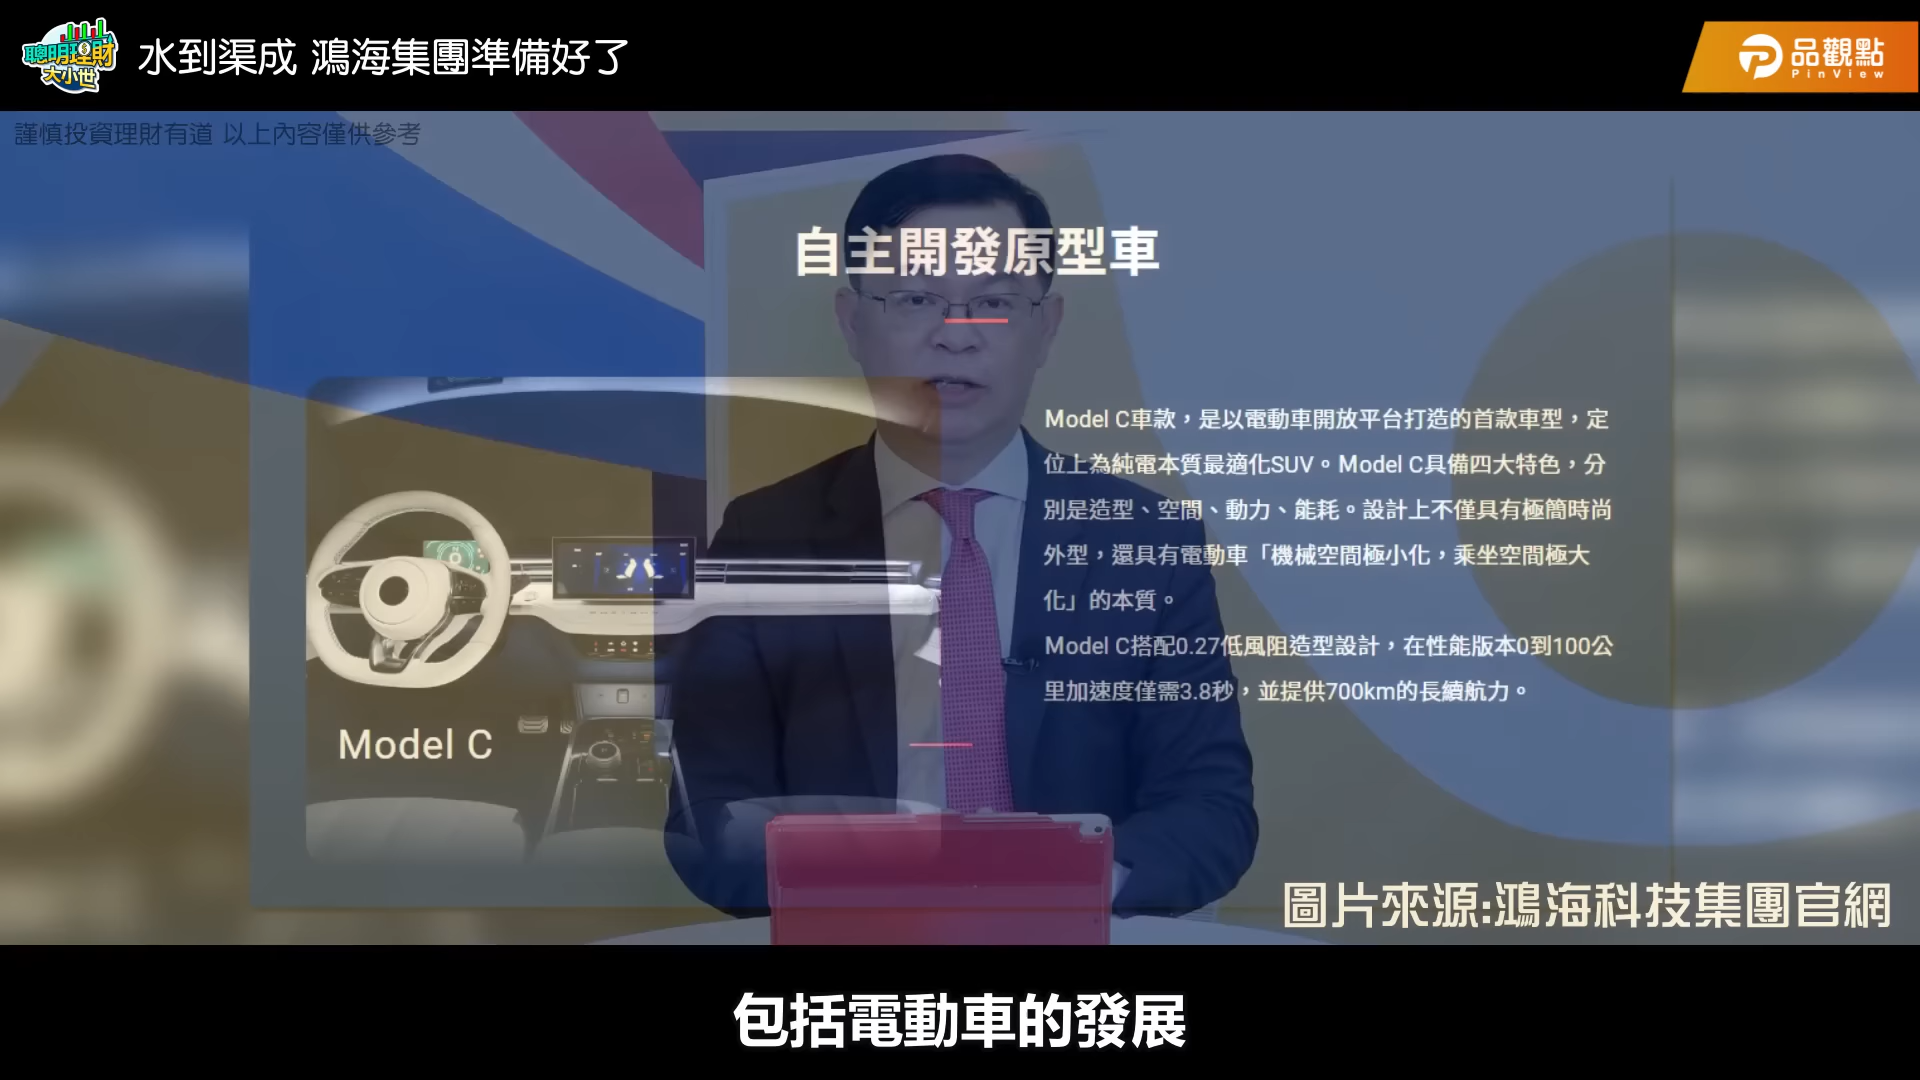 聰明理財
大小世
水到渠成 鴻海集團準備好了
品觀點
PinView
謹慎投資理財有道 以上內容僅供參考
自主開發原型車
Model C車款，是以電動車開放平台打造的首款車型，定
位上為純電本質最適化SUV。Model C具備四大特色，分
別是造型、空間、動力、能耗。設計上不僅具有極簡時尚
外型，還具有電動車「機械空間極小化，乘坐空間極大
化」的本質。
Model C搭配0.27低風阻造型設計，在性能版本0到100公
里加速度僅需3.8秒，並提供700km的長續航力。
Model C
圖片來源:鴻海科技集團官網
包括電動車的發展